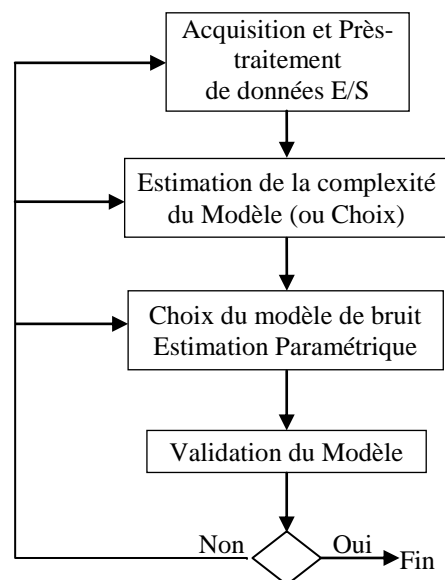 Acquisition et Près-
traitement
de données E/S
Estimation de la complexité
du Modèle (ou Choix)
Choix du modèle de bruit
Estimation Paramétrique
Validation du Modèle
Non
Oui
Fin